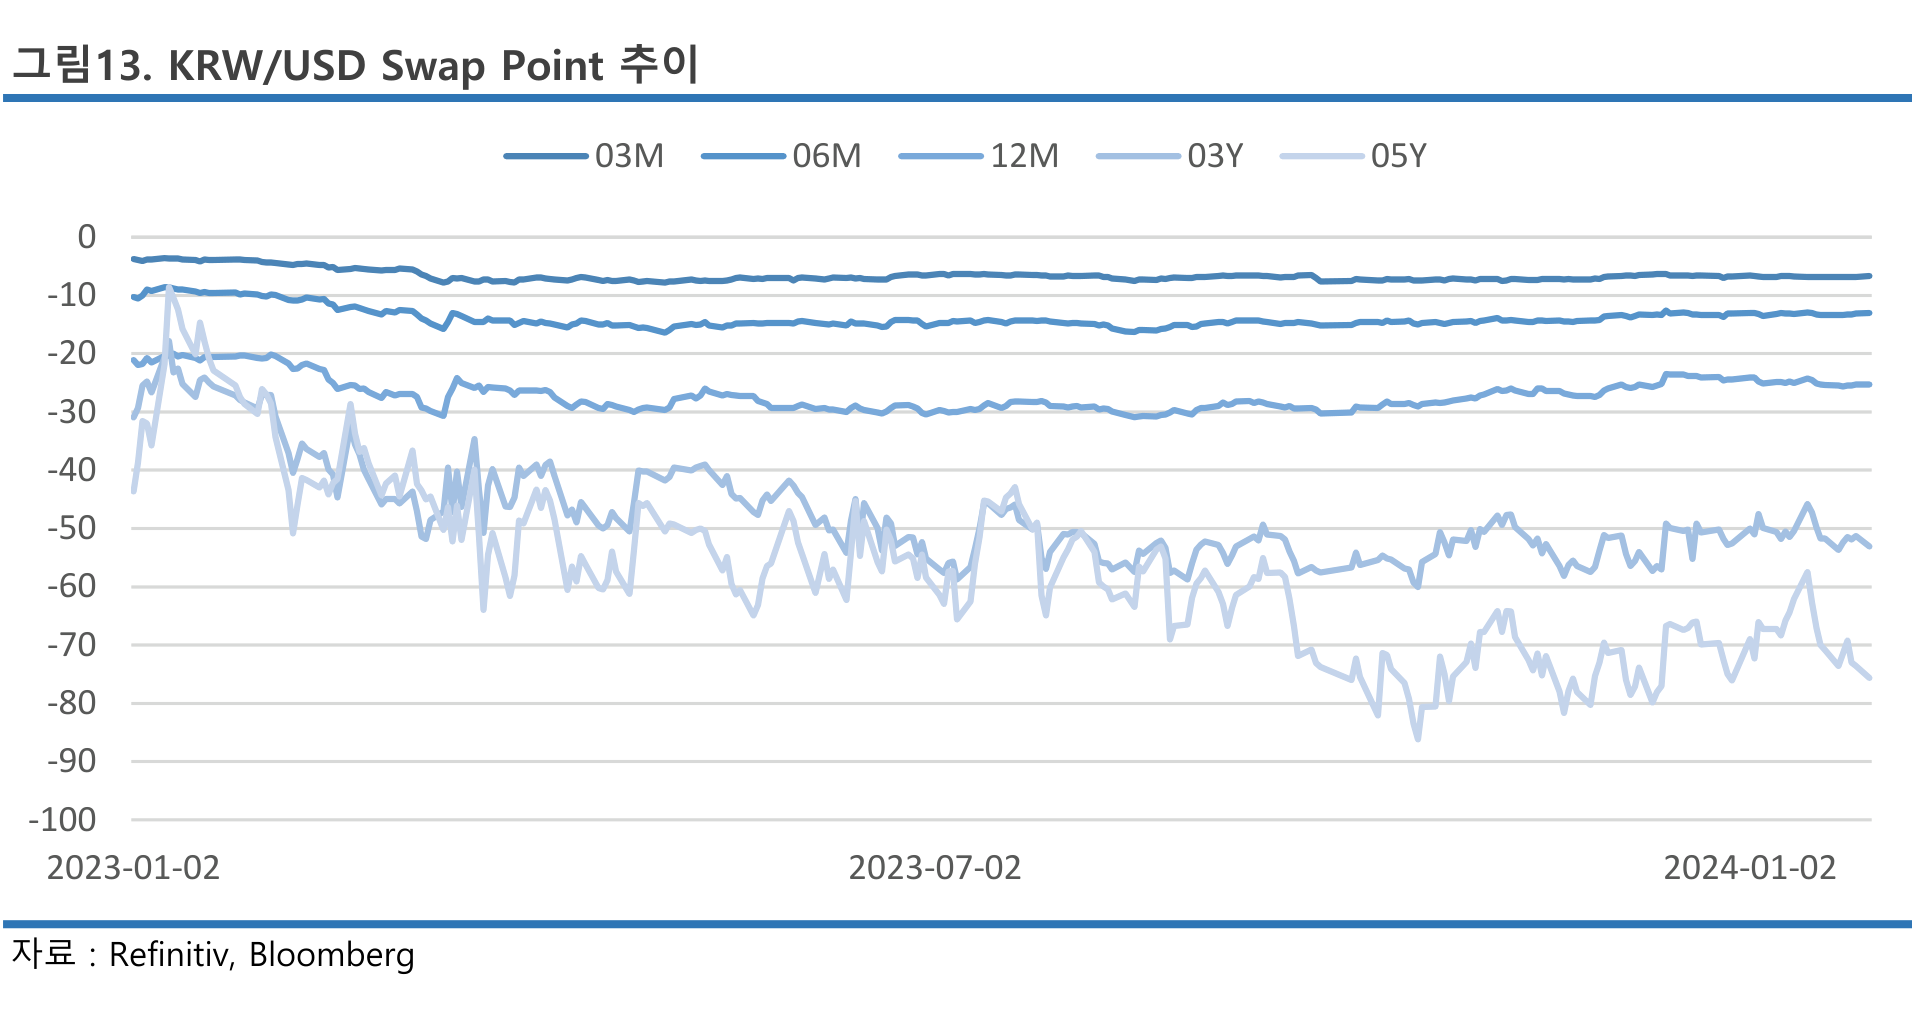 그림13. KRW/USD Swap Point 추이
03M 06M 12M 03Y 05Y
0
-10
-20
-30
-40
-50
-60
-70
-80
-90
-100
2023-01-02 2023-07-02 2024-01-02
자료 : Refinitiv, Bloomberg